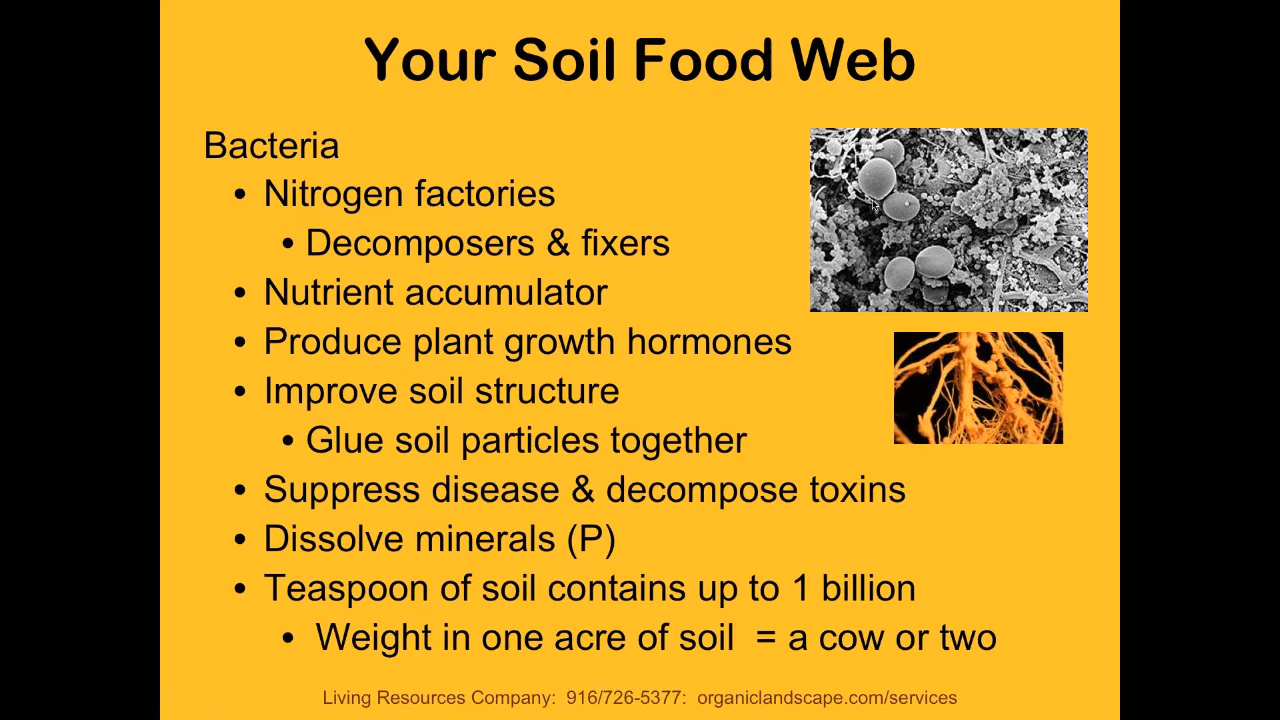 Your Soil Food Web
Bacteria
• Nitrogen factories
• Decomposers & fixers
• Nutrient accumulator
• Produce plant growth hormones
• Improve soil structure
• Glue soil particles together
• Suppress disease & decompose toxins
• Dissolve minerals (P)
• Teaspoon of soil contains up to 1 billion
• Weight in one acre of soil = a cow or two
Living Resources Company: 916/726-5377: organiclandscape.com/services